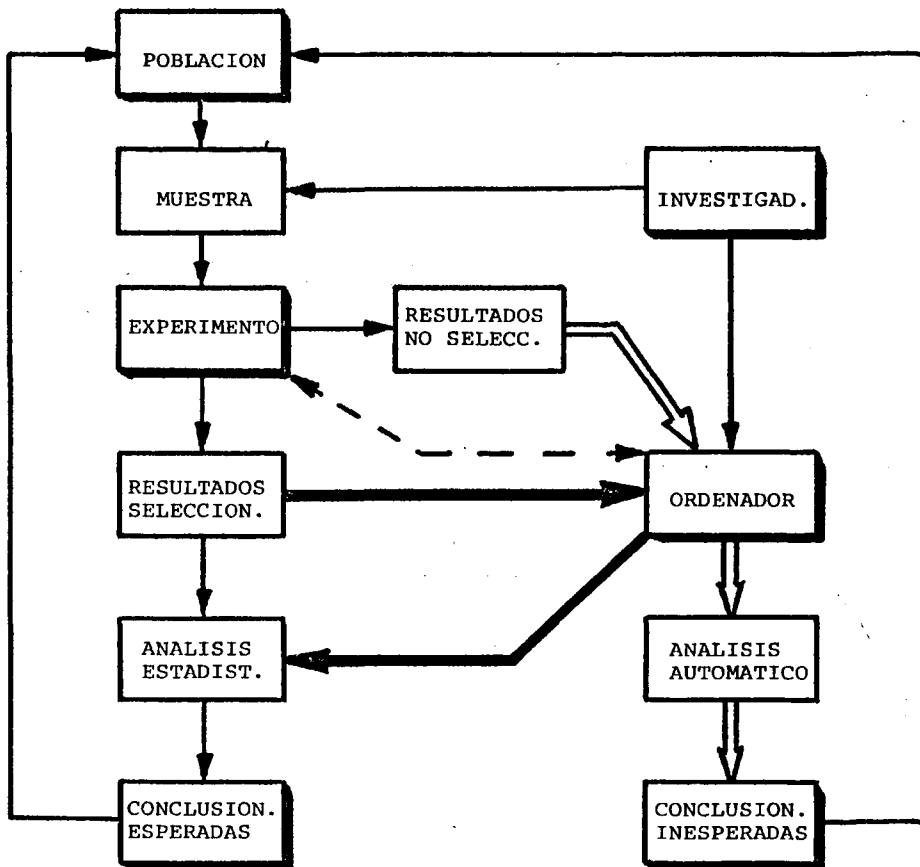 POBLACION
MUESTRA
INVESTIGAD.
EXPERIMENTO
RESULTADOS
NO SELECC.
RESULTADOS
SELECCION.
ORDENADOR
ANALISIS
ESTADIST.
ANALISIS
AUTOMATICO
CONCLUSION.
ESPERADAS
CONCLUSION.
INESPERADAS